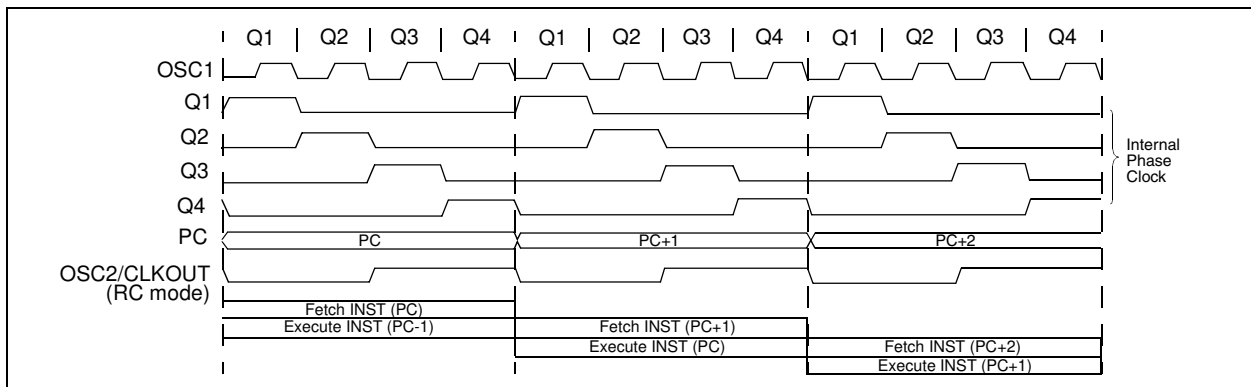 Q1 Q2 Q3 Q4 Q1 Q2 Q3 Q4 Q1 Q2 Q3 Q4
OSC1
Q1
Q2
Q3
Q4
Internal
Phase
Clock
PC
PC PC+1 PC+2
OSC2/CLKOUT
(RC mode)
Fetch INST (PC)
Execute INST (PC-1) Fetch INST (PC+1)
Execute INST (PC) Fetch INST (PC+2)
Execute INST (PC+1)